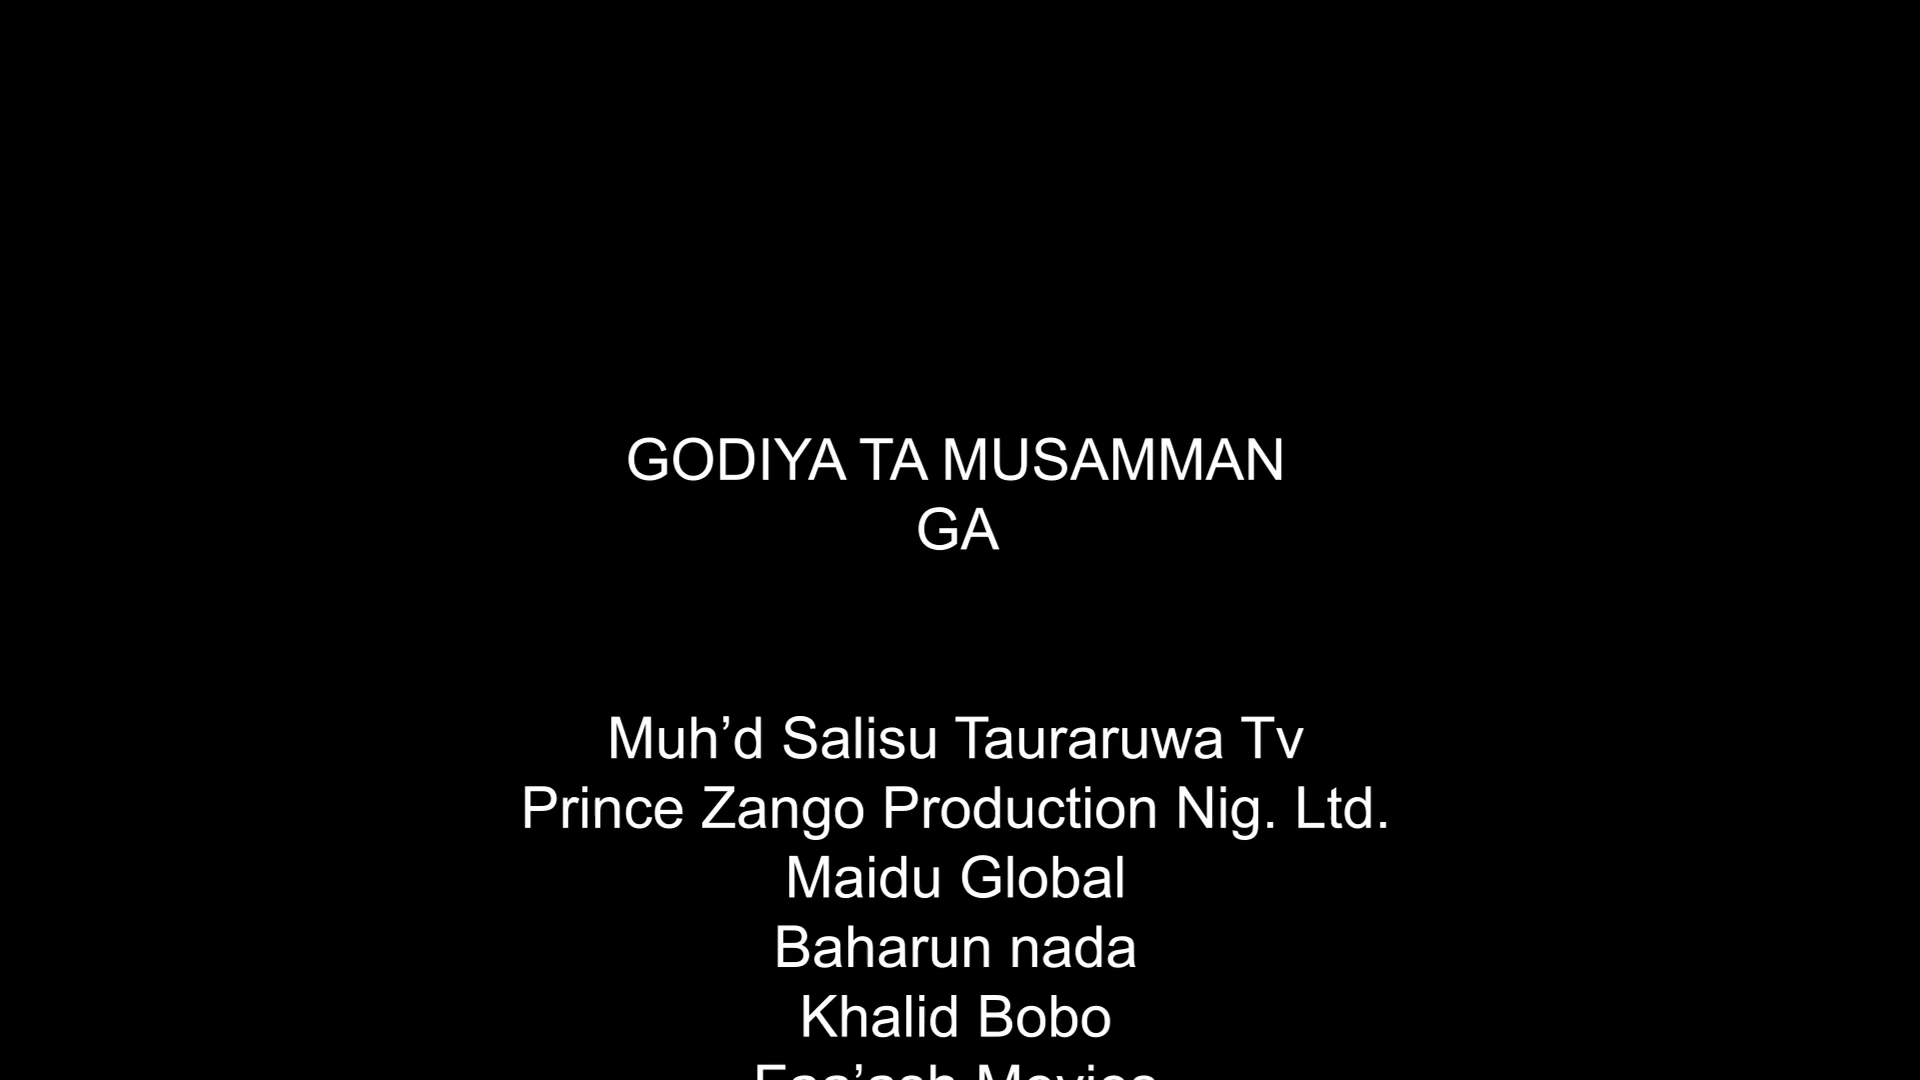 GODIYA TA MUSAMMAN
GA
Muh’d Salisu Tauraruwa Tv
Prince Zango Production Nig. Ltd.
Maidu Global
Baharun nada
Khalid Bobo
Movies